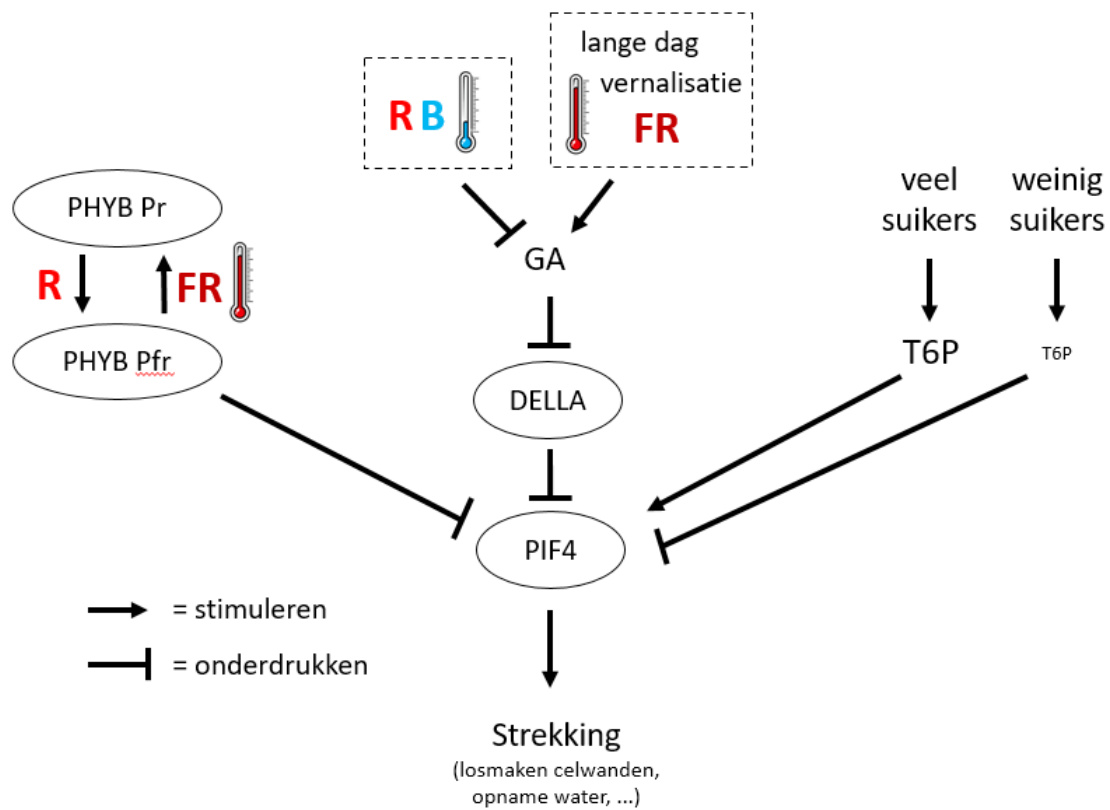 lange dag
vernalisatie
R B
FR
PHYB Pr
veel
suikers
weinig
suikers
R
FR
GA
PHYB Pfr
T6P
T6P
DELLA
PIF4
= stimuleren
= onderdrukken
Strekking
(losmaken celwanden,
opname water, ...)